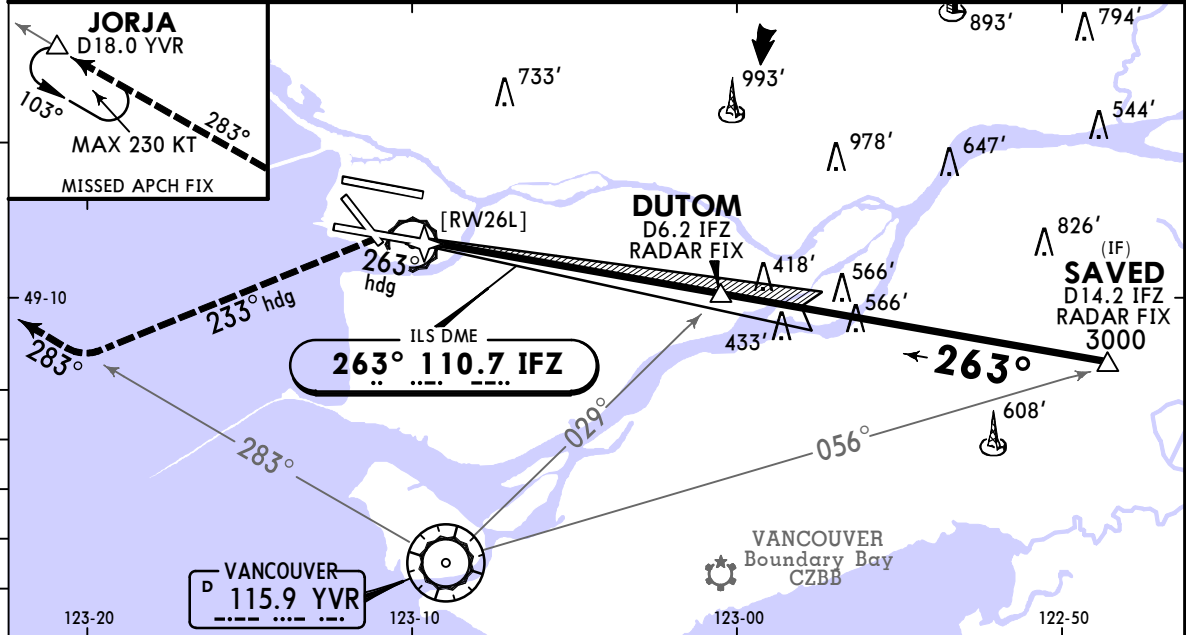 JORJA
D18.0 YVR
103°
283°
MAX 230 KT
MISSED APCH FIX
733'
993'
893'
794'
544'
978'
647'
826'
[RW26L]
DUTOM
D6.2 IFZ
RADAR FIX
418'
566'
566'
433'
(IF)
SAVED
D14.2 IFZ
RADAR FIX
3000
263°
hdg
233° hdg
283°
49-10
ILS DME
263° 110.7 IFZ
263°
608'
029°
056°
283°
VANCOUVER
D 115.9 YVR
VANCOUVER
Boundary Bay
CZBB
123-20
123-10
123-00
122-50